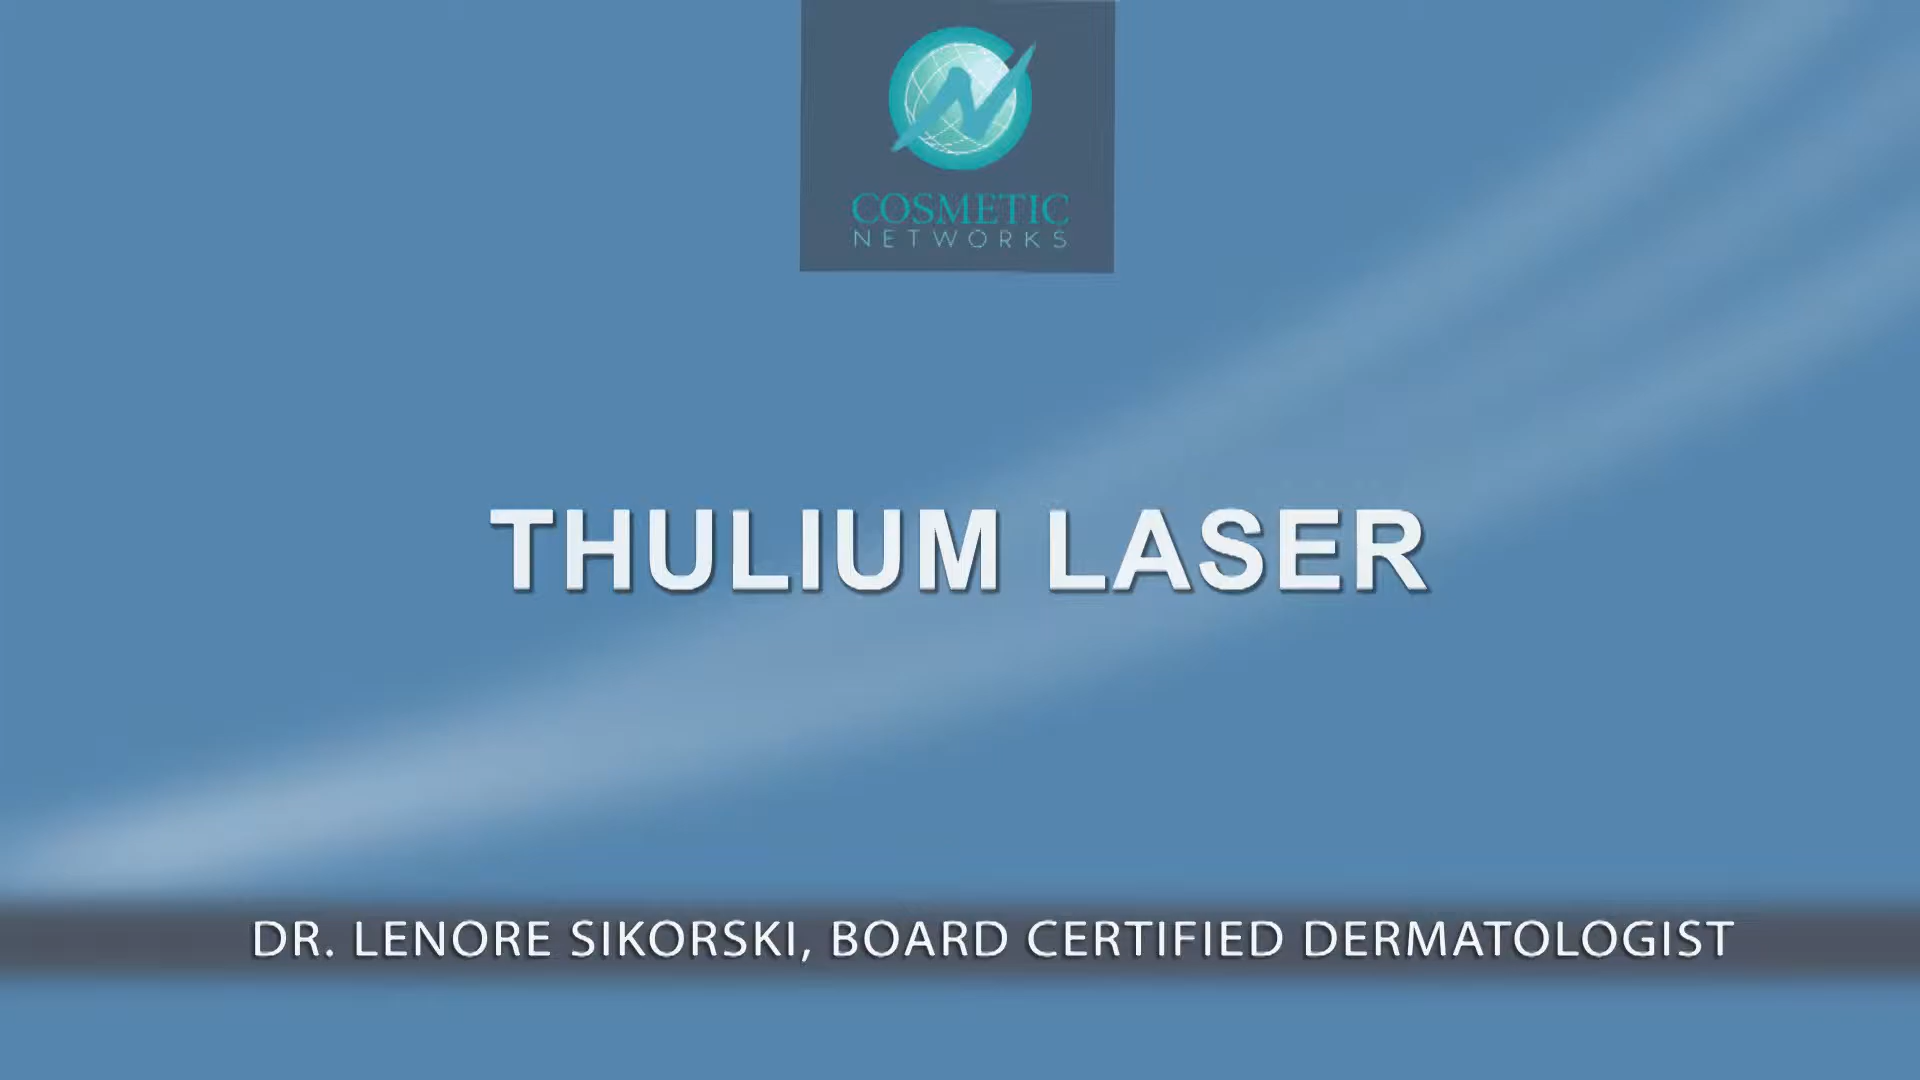 COSMETIC
NETWORKS
THULIUM LASER
DR. LENORE SIKORSKI, BOARD CERTIFIED DERMATOLOGIST